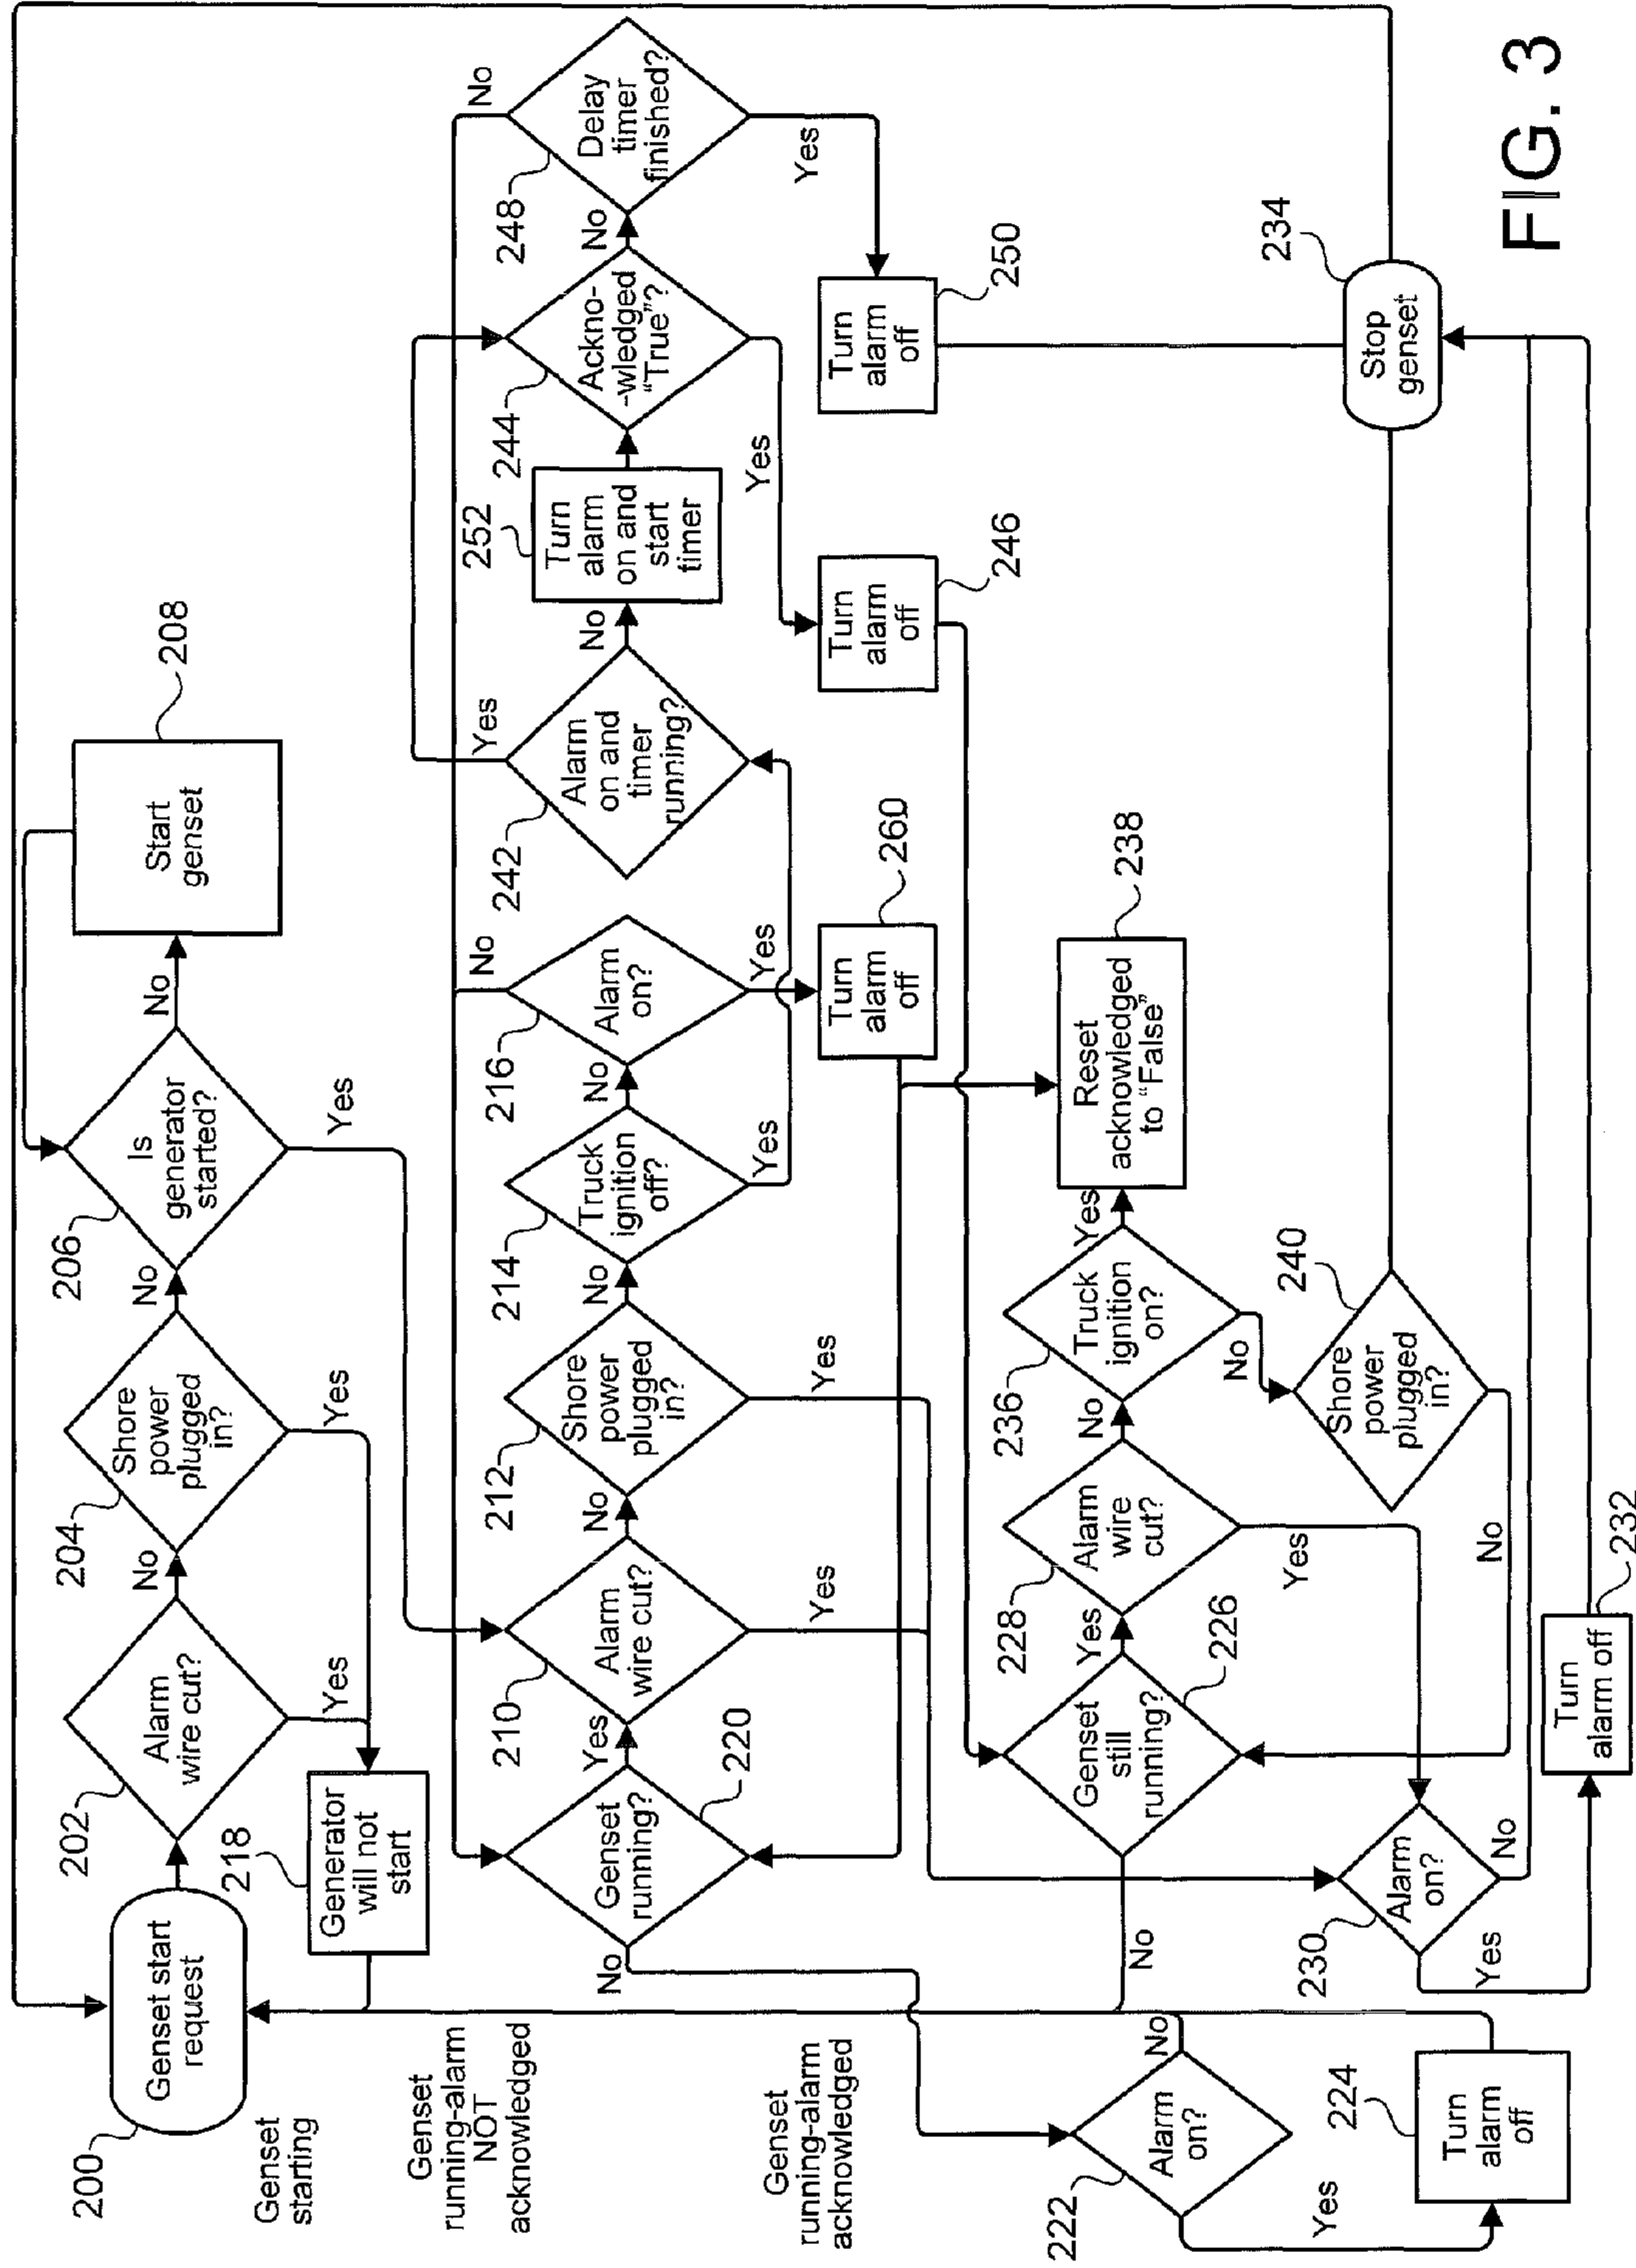 200
Genset start
request
Genset
starting
202
Alarm
wire cut?
No
Yes
204
Shore
power
plugged
in?
No
Yes
206
Is
generator
started?
No
Yes
208
Start
genset
218
Generator
will not
start
Genset
running-alarm
NOT
acknowledged
220
Genset
running?
Yes
No
210
Alarm
wire cut?
No
Yes
212
Shore
power
plugged
in?
No
Yes
214
Truck
ignition
off?
No
Yes
216
Alarm
on?
No
Yes
260
Turn
alarm
off
242
Alarm
on and
timer
running?
Yes
No
252
Turn
alarm
on and
start
timer
244
Ackno-
-wledged
“True”?
No
Yes
246
Turn
alarm
off
248
Delay
timer
finished?
No
Yes
250
Turn
alarm
off
Genset
running-alarm
acknowledged
222
Alarm
on?
No
Yes
224
Turn
alarm
off
226
Genset
still
running?
Yes
No
228
Alarm
wire
cut?
No
Yes
236
Truck
ignition
on?
Yes
No
238
Reset
acknowledged
to “False”
240
Shore
power
plugged
in?
No
230
Alarm
on?
No
Yes
232
Turn
alarm off
234
Stop
genset
FIG. 3